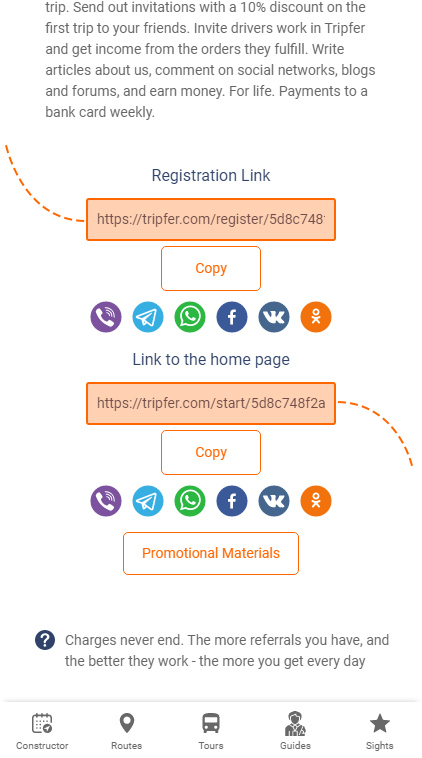 trip. Send out invitations with a 10% discount on the
first trip to your friends. Invite drivers work in Tripfer
and get income from the orders they fulfill. Write
articles about us, comment on social networks, blogs
and forums, and earn money. For life. Payments to a
bank card weekly.
Registration Link
https://tripfer.com/register/5d8c748
Copy
Link to the home page
https://tripfer.com/start/5d8c748f2a
Copy
Promotional Materials
? Charges never end. The more referrals you have, and
the better they work - the more you get every day
Constructor
Routes
Tours
Guides
Sights